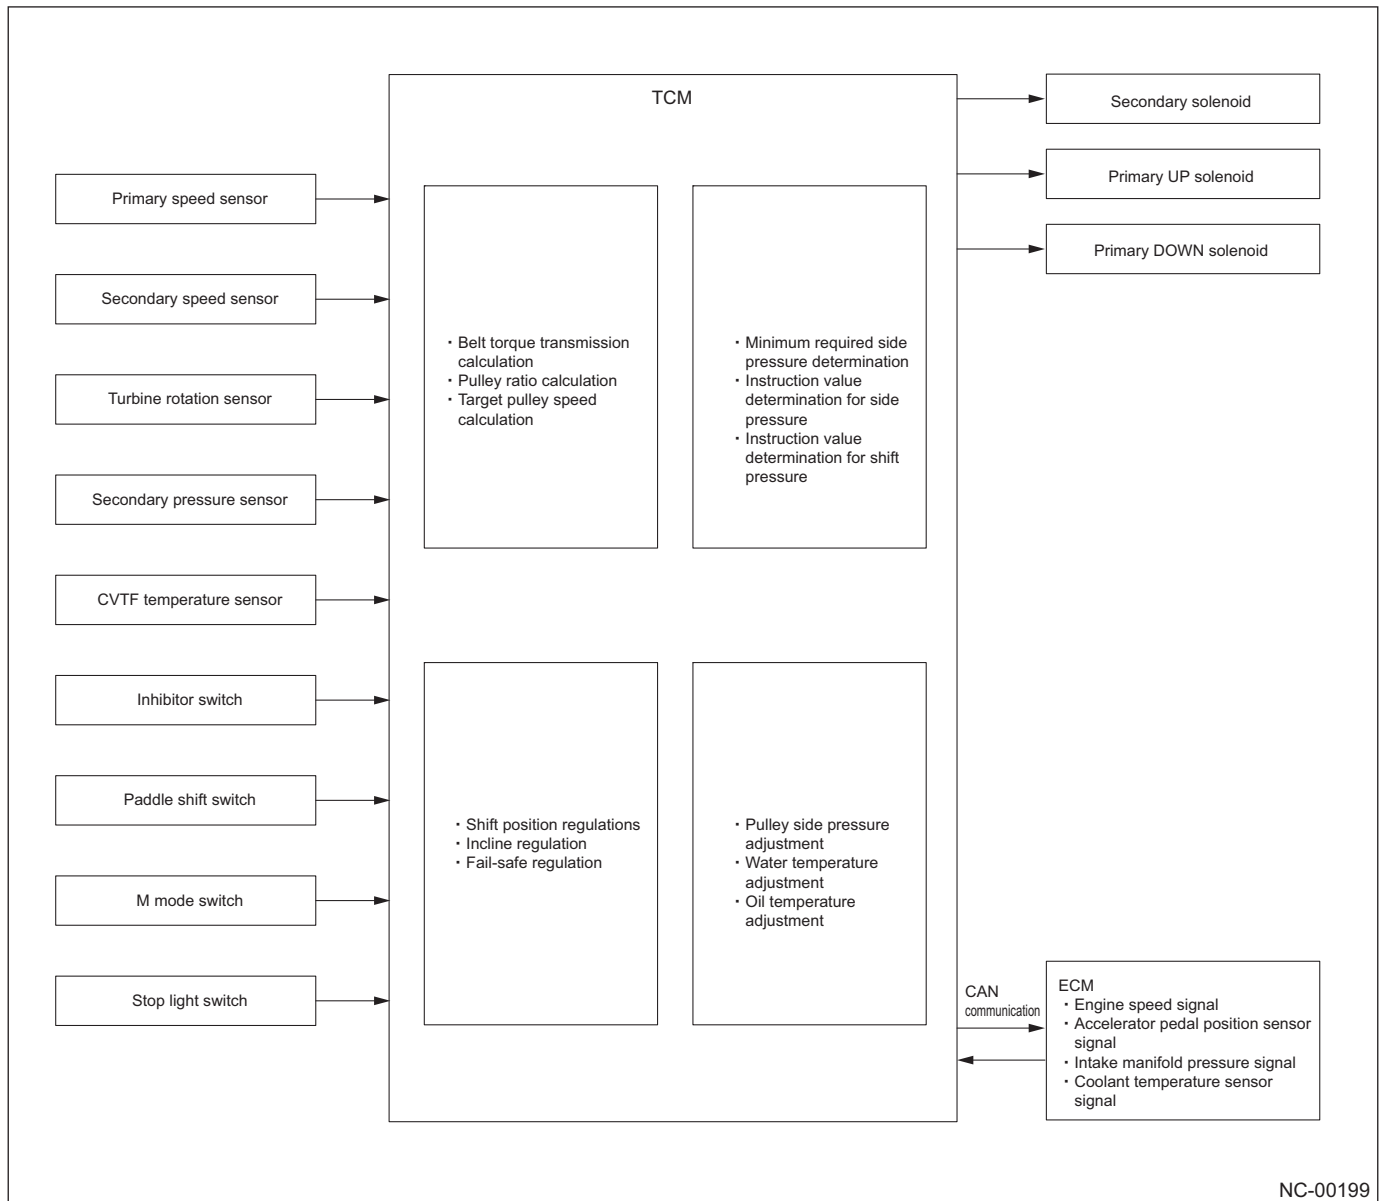 TCM
Primary speed sensor
Secondary speed sensor
Turbine rotation sensor
Secondary pressure sensor
CVTF temperature sensor
Inhibitor switch
Paddle shift switch
M mode switch
Stop light switch
・Belt torque transmission
calculation
・Pulley ratio calculation
・Target pulley speed
calculation
・Minimum required side
pressure determination
・Instruction value
determination for side
pressure
・Instruction value
determination for shift
pressure
・Shift position regulations
・Incline regulation
・Fail-safe regulation
・Pulley side pressure
adjustment
・Water temperature
adjustment
・Oil temperature
adjustment
Secondary solenoid
Primary UP solenoid
Primary DOWN solenoid
CAN
communication
ECM
・Engine speed signal
・Accelerator pedal position sensor
signal
・Intake manifold pressure signal
・Coolant temperature sensor
signal
NC-00199